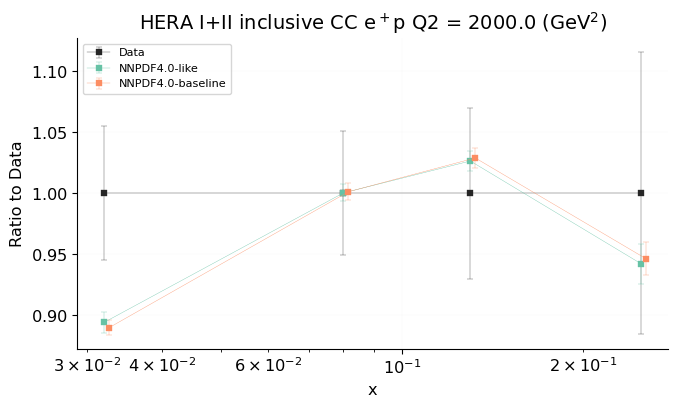 HERA I+II inclusive CC e⁺p Q2 = 2000.0 (GeV²)
Data
NNPDF4.0-like
NNPDF4.0-baseline
Ratio to Data
1.10
1.05
1.00
0.95
0.90
3 × 10⁻² 4 × 10⁻² 6 × 10⁻² 10⁻¹ 2 × 10⁻¹
x